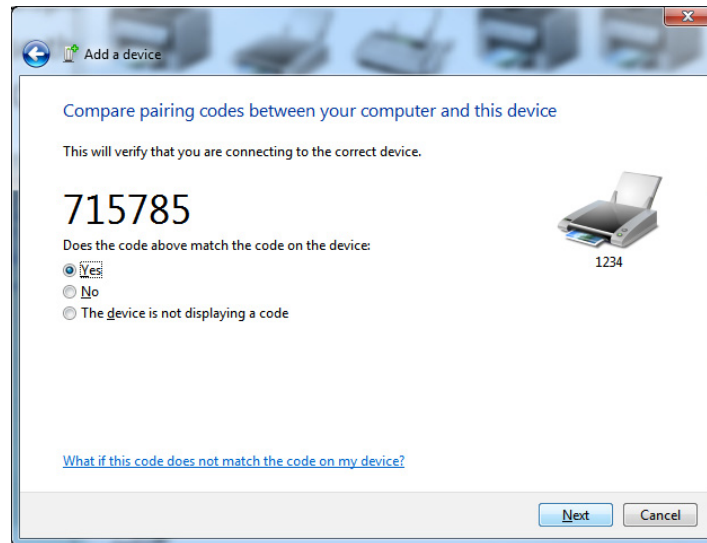 Add a device
Compare pairing codes between your computer and this device
This will verify that you are connecting to the correct device.
715785
Does the code above match the code on the device:
Yes
No
The device is not displaying a code
1234
What if this code does not match the code on my device?
Next Cancel